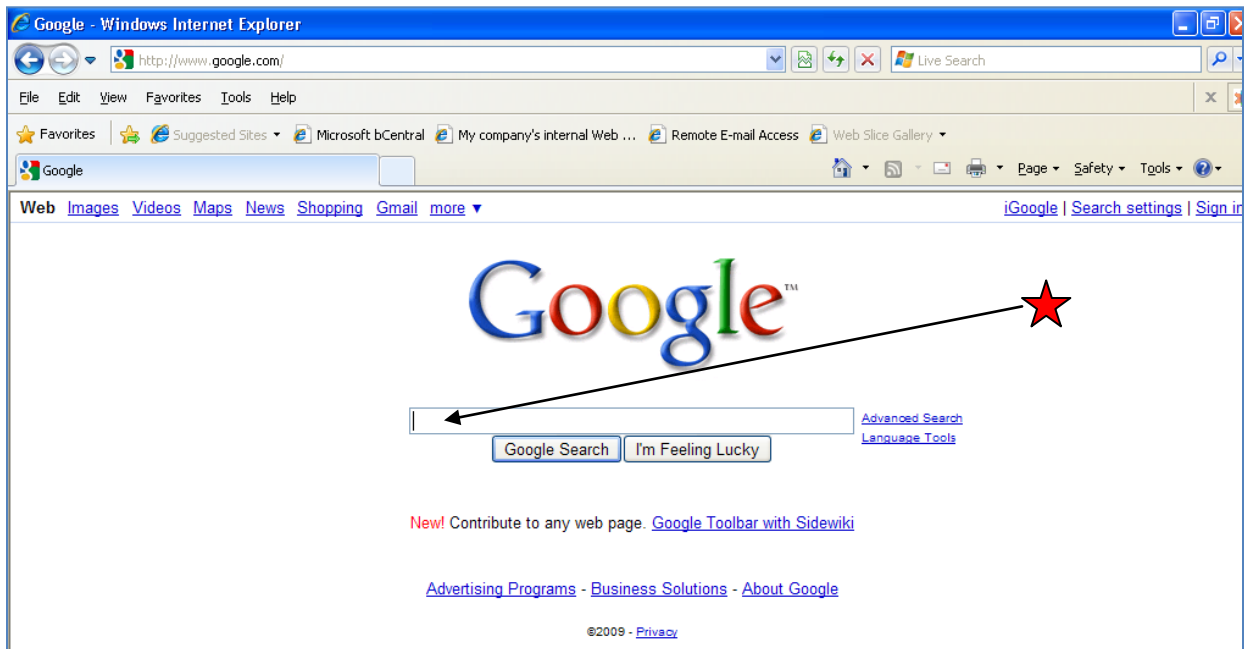 Google - Windows Internet Explorer
http://www.google.com/ Live Search
File Edit View Favorites Tools Help
Favorites Suggested Sites Microsoft bCentral My company's internal Web ... Remote E-mail Access Web Slice Gallery
Google Page Safety Tools
Web Images Videos Maps News Shopping Gmail more ▼ iGoogle | Search settings | Sign in
Google™
Advanced Search
Language Tools
Google Search I'm Feeling Lucky
New! Contribute to any web page. Google Toolbar with Sidewiki
Advertising Programs - Business Solutions - About Google
©2009 - Privacy